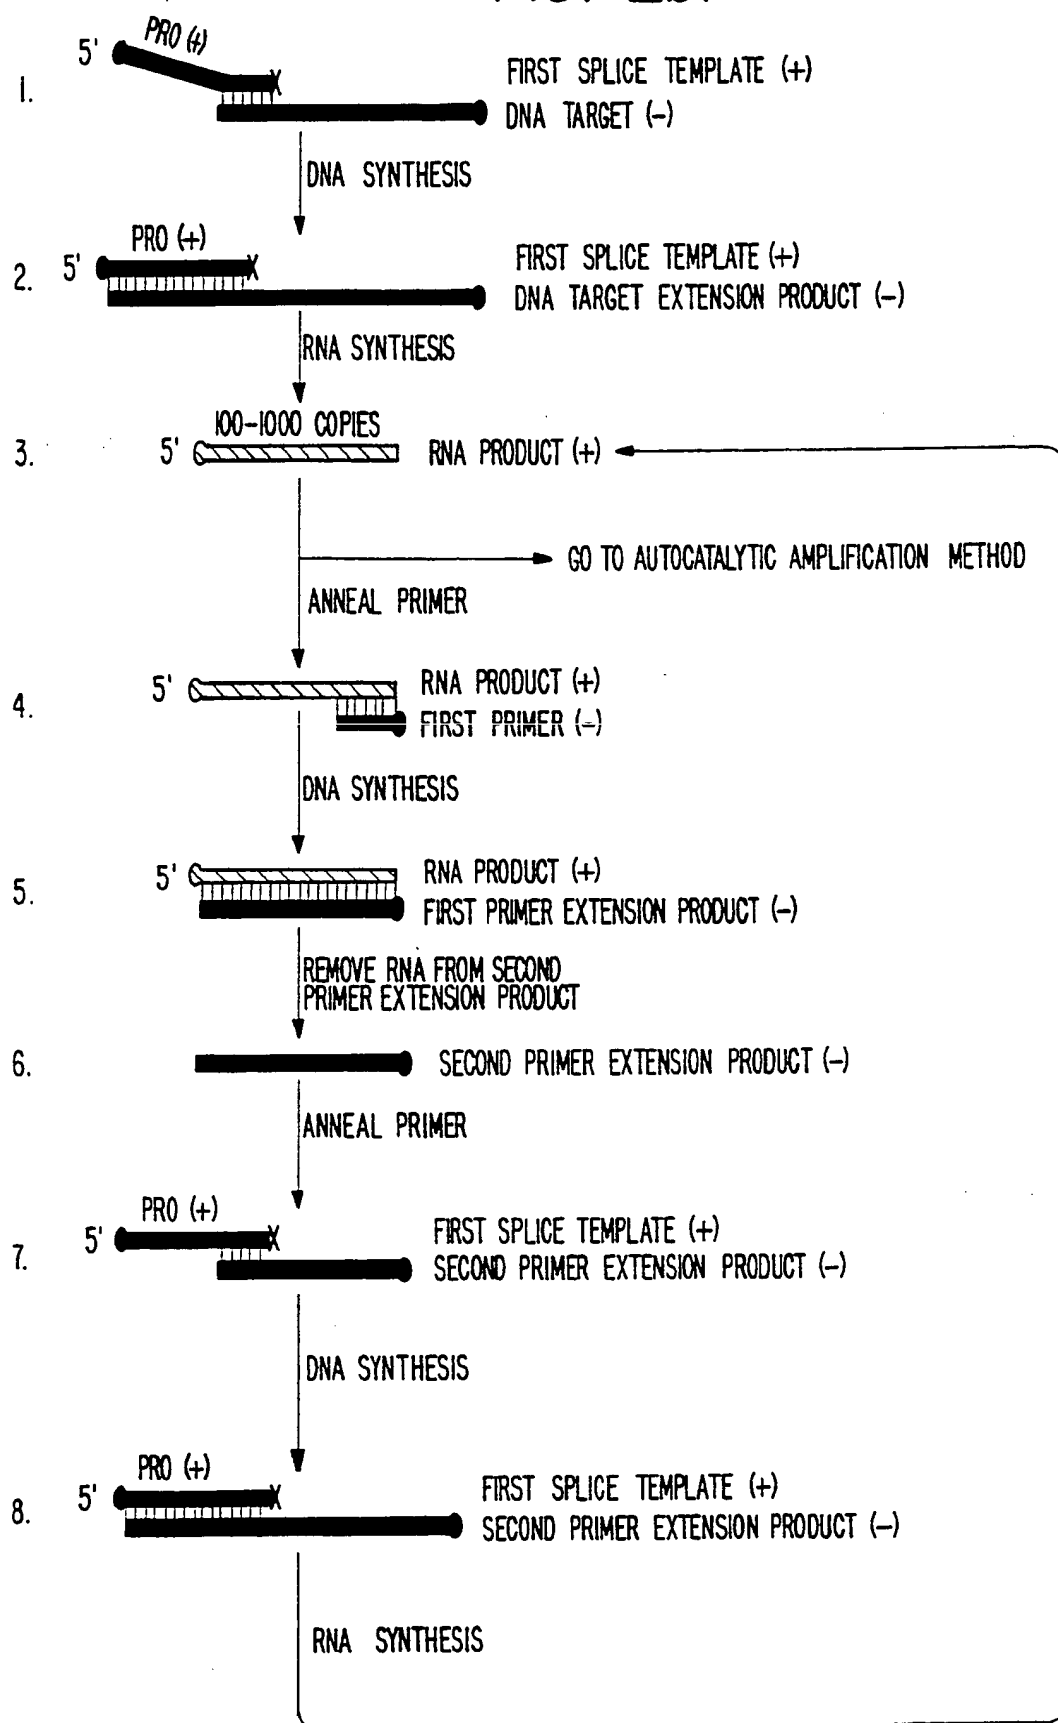 PRO (+)
5'
1.
X
FIRST SPLICE TEMPLATE (+)
DNA TARGET (-)
DNA SYNTHESIS
PRO (+)
2.
5'
X
FIRST SPLICE TEMPLATE (+)
DNA TARGET EXTENSION PRODUCT (-)
RNA SYNTHESIS
100-1000 COPIES
3.
5'
RNA PRODUCT (+)
GO TO AUTOCATALYTIC AMPLIFICATION METHOD
ANNEAL PRIMER
4.
5'
RNA PRODUCT (+)
FIRST PRIMER (-)
DNA SYNTHESIS
5.
5'
RNA PRODUCT (+)
FIRST PRIMER EXTENSION PRODUCT (-)
REMOVE RNA FROM SECOND
PRIMER EXTENSION PRODUCT
6.
SECOND PRIMER EXTENSION PRODUCT (-)
ANNEAL PRIMER
PRO (+)
7.
5'
X
FIRST SPLICE TEMPLATE (+)
SECOND PRIMER EXTENSION PRODUCT (-)
DNA SYNTHESIS
PRO (+)
8.
5'
X
FIRST SPLICE TEMPLATE (+)
SECOND PRIMER EXTENSION PRODUCT (-)
RNA SYNTHESIS